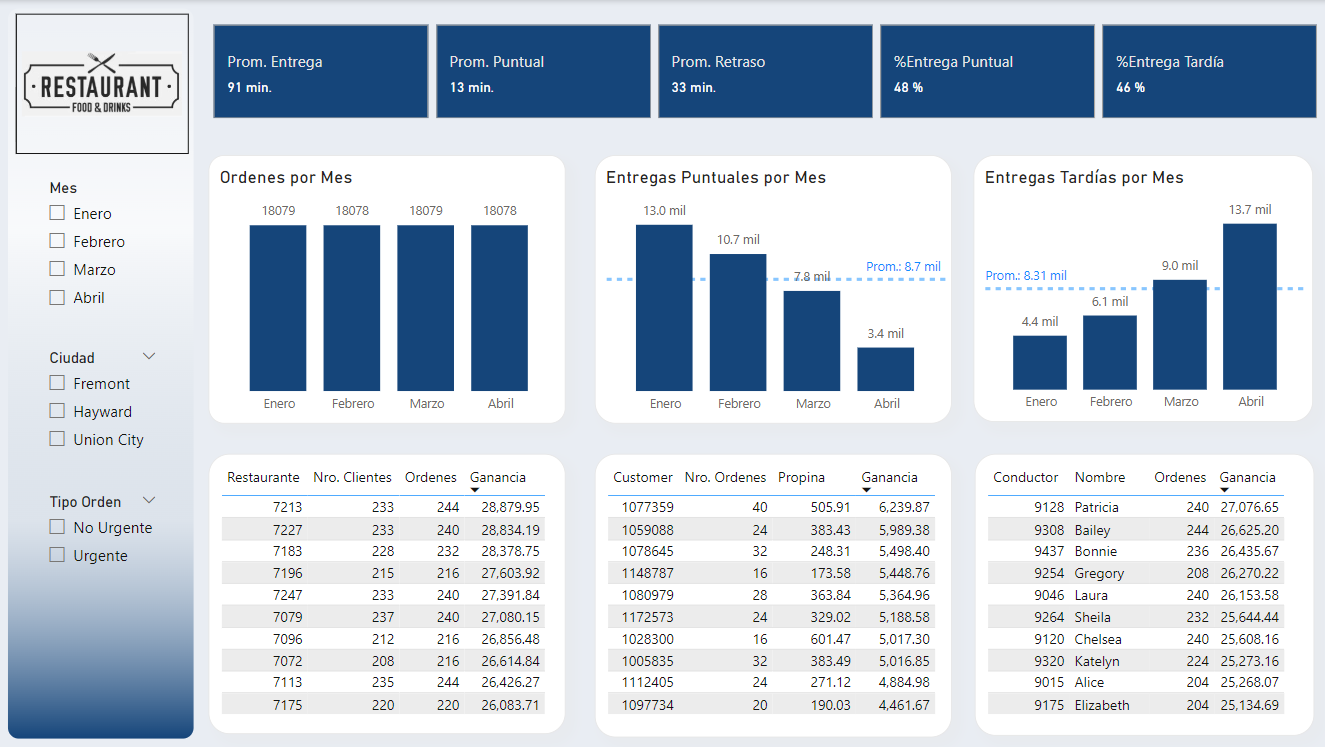 · RESTAURANT ·
FOOD & DRINKS
Prom. Entrega
91 min.
Prom. Puntual
13 min.
Prom. Retraso
33 min.
%Entrega Puntual
48 %
%Entrega Tardía
46 %
Mes
Enero
Febrero
Marzo
Abril
Ciudad
Fremont
Hayward
Union City
Tipo Orden
No Urgente
Urgente
Ordenes por Mes
18079 18078 18079 18078
Enero Febrero Marzo Abril
Entregas Puntuales por Mes
13.0 mil
10.7 mil
7.8 mil
3.4 mil
Prom.: 8.7 mil
Enero Febrero Marzo Abril
Entregas Tardías por Mes
4.4 mil
6.1 mil
9.0 mil
13.7 mil
Prom.: 8.31 mil
Enero Febrero Marzo Abril
Restaurante Nro. Clientes Ordenes Ganancia
7213 233 244 28,879.95
7227 233 240 28,834.19
7183 228 232 28,378.75
7196 215 216 27,603.92
7247 233 240 27,391.84
7079 237 240 27,080.15
7096 212 216 26,856.48
7072 208 216 26,614.84
7113 235 244 26,426.27
7175 220 220 26,083.71
Customer Nro. Ordenes Propina Ganancia
1077359 40 505.91 6,239.87
1059088 24 383.43 5,989.38
1078645 32 248.31 5,498.40
1148787 16 173.58 5,448.76
1080979 28 363.84 5,364.96
1172573 24 329.02 5,188.58
1028300 16 601.47 5,017.30
1005835 32 383.49 5,016.85
1112405 24 271.12 4,884.98
1097734 20 190.03 4,461.67
Conductor Nombre Ordenes Ganancia
9128 Patricia 240 27,076.65
9308 Bailey 244 26,625.20
9437 Bonnie 236 26,435.67
9254 Gregory 208 26,270.22
9046 Laura 240 26,153.58
9264 Sheila 232 25,644.44
9120 Chelsea 240 25,608.16
9320 Katelyn 224 25,273.16
9015 Alice 204 25,268.07
9175 Elizabeth 204 25,134.69